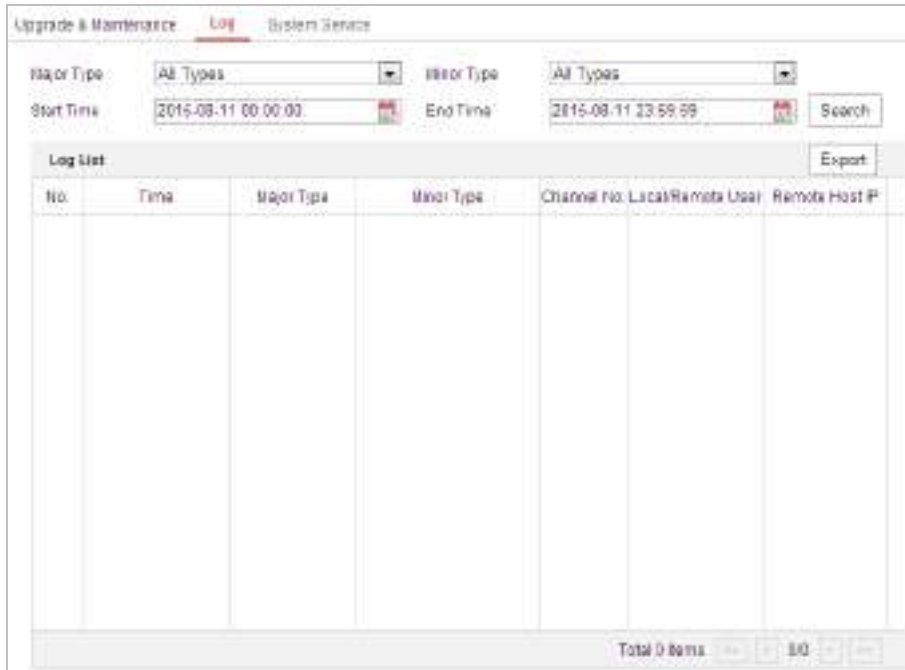 Upgrade & Maintenance Log System Service
Major Type All Types Minor Type All Types
Start Time 2016-08-11 00:00:00 End Time 2016-08-11 23:59:59 Search
Log List Export
No. Time Major Type Minor Type Channel No. Local/Remote User Remote Host IP
Total 0 Items << < 0/0 > >>